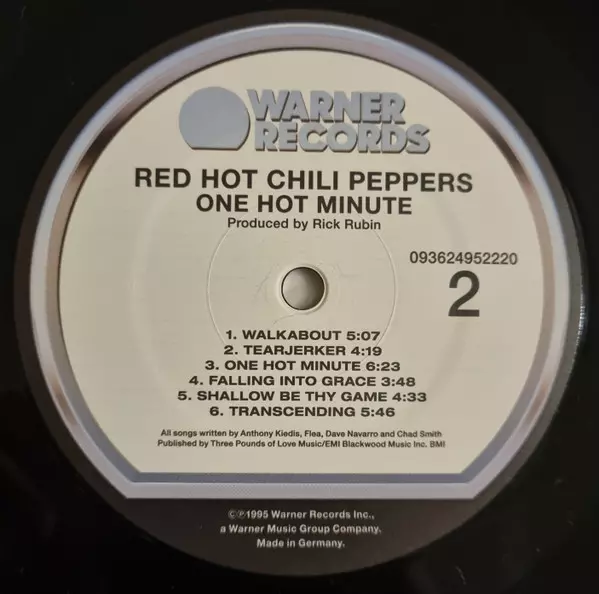 WARNER
RECORDS
RED HOT CHILI PEPPERS
ONE HOT MINUTE
Produced by Rick Rubin
093624952220
2
1. WALKABOUT 5:07
2. TEARJERKER 4:19
3. ONE HOT MINUTE 6:23
4. FALLING INTO GRACE 3:48
5. SHALLOW BE THY GAME 4:33
6. TRANSCENDING 5:46
All songs written by Anthony Kiedis, Flea, Dave Navarro and Chad Smith
Published by Three Pounds of Love Music/EMI Blackwood Music Inc. BMI
©℗1995 Warner Records Inc.,
a Warner Music Group Company.
Made in Germany.